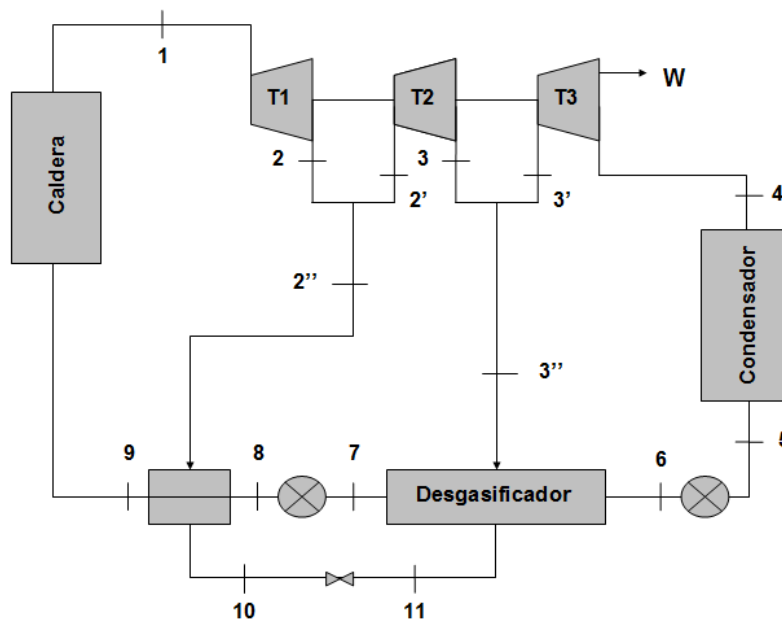 1
T1
T2
T3
W
Caldera
2
2'
3
3'
4
2''
Condensador
3''
5
9
8
7
Desgasificador
6
10
11